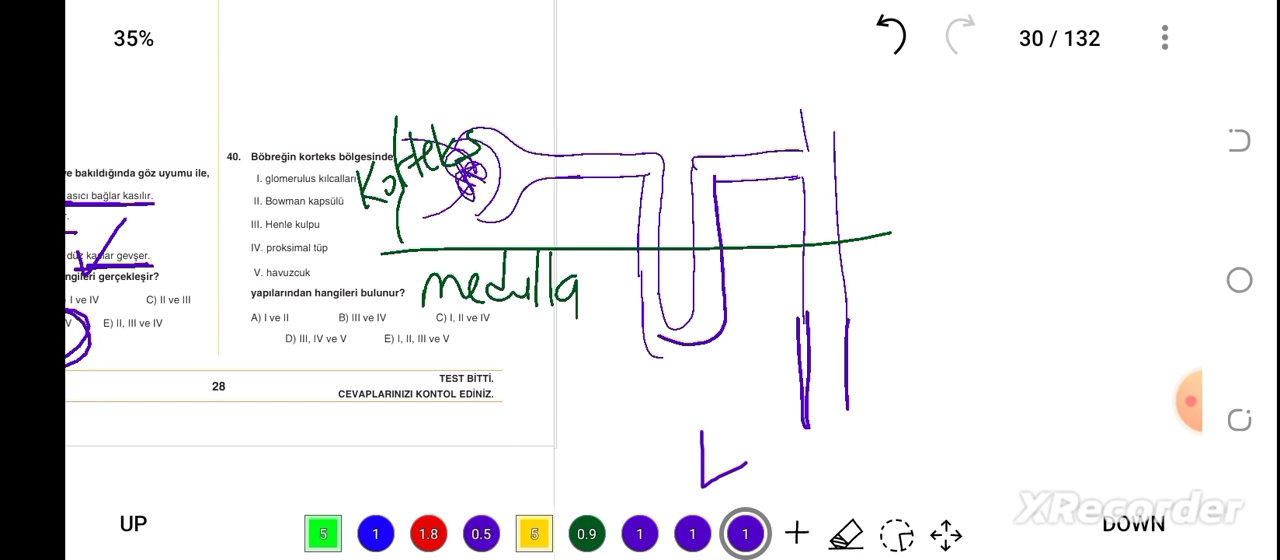 35%
30 / 132
ve bakıldığında göz uyumu ile,
asıcı bağlar kasılır.
düz kaslar gevşer.
ngileri gerçekleşir?
I ve IV C) II ve III
V E) II, III ve IV
40. Böbreğin korteks bölgesinde
I. glomerulus kılcalları
II. Bowman kapsülü
III. Henle kulpu
IV. proksimal tüp
V. havuzcuk
yapılarından hangileri bulunur?
A) I ve II B) III ve IV C) I, II ve IV
D) III, IV ve V E) I, II, III ve V
korteks
medulla
28
TEST BİTTİ.
CEVAPLARINIZI KONTOL EDİNİZ.
UP
5 1 1.8 0.5 5 0.9 1 1 1
DOWN
XRecorder